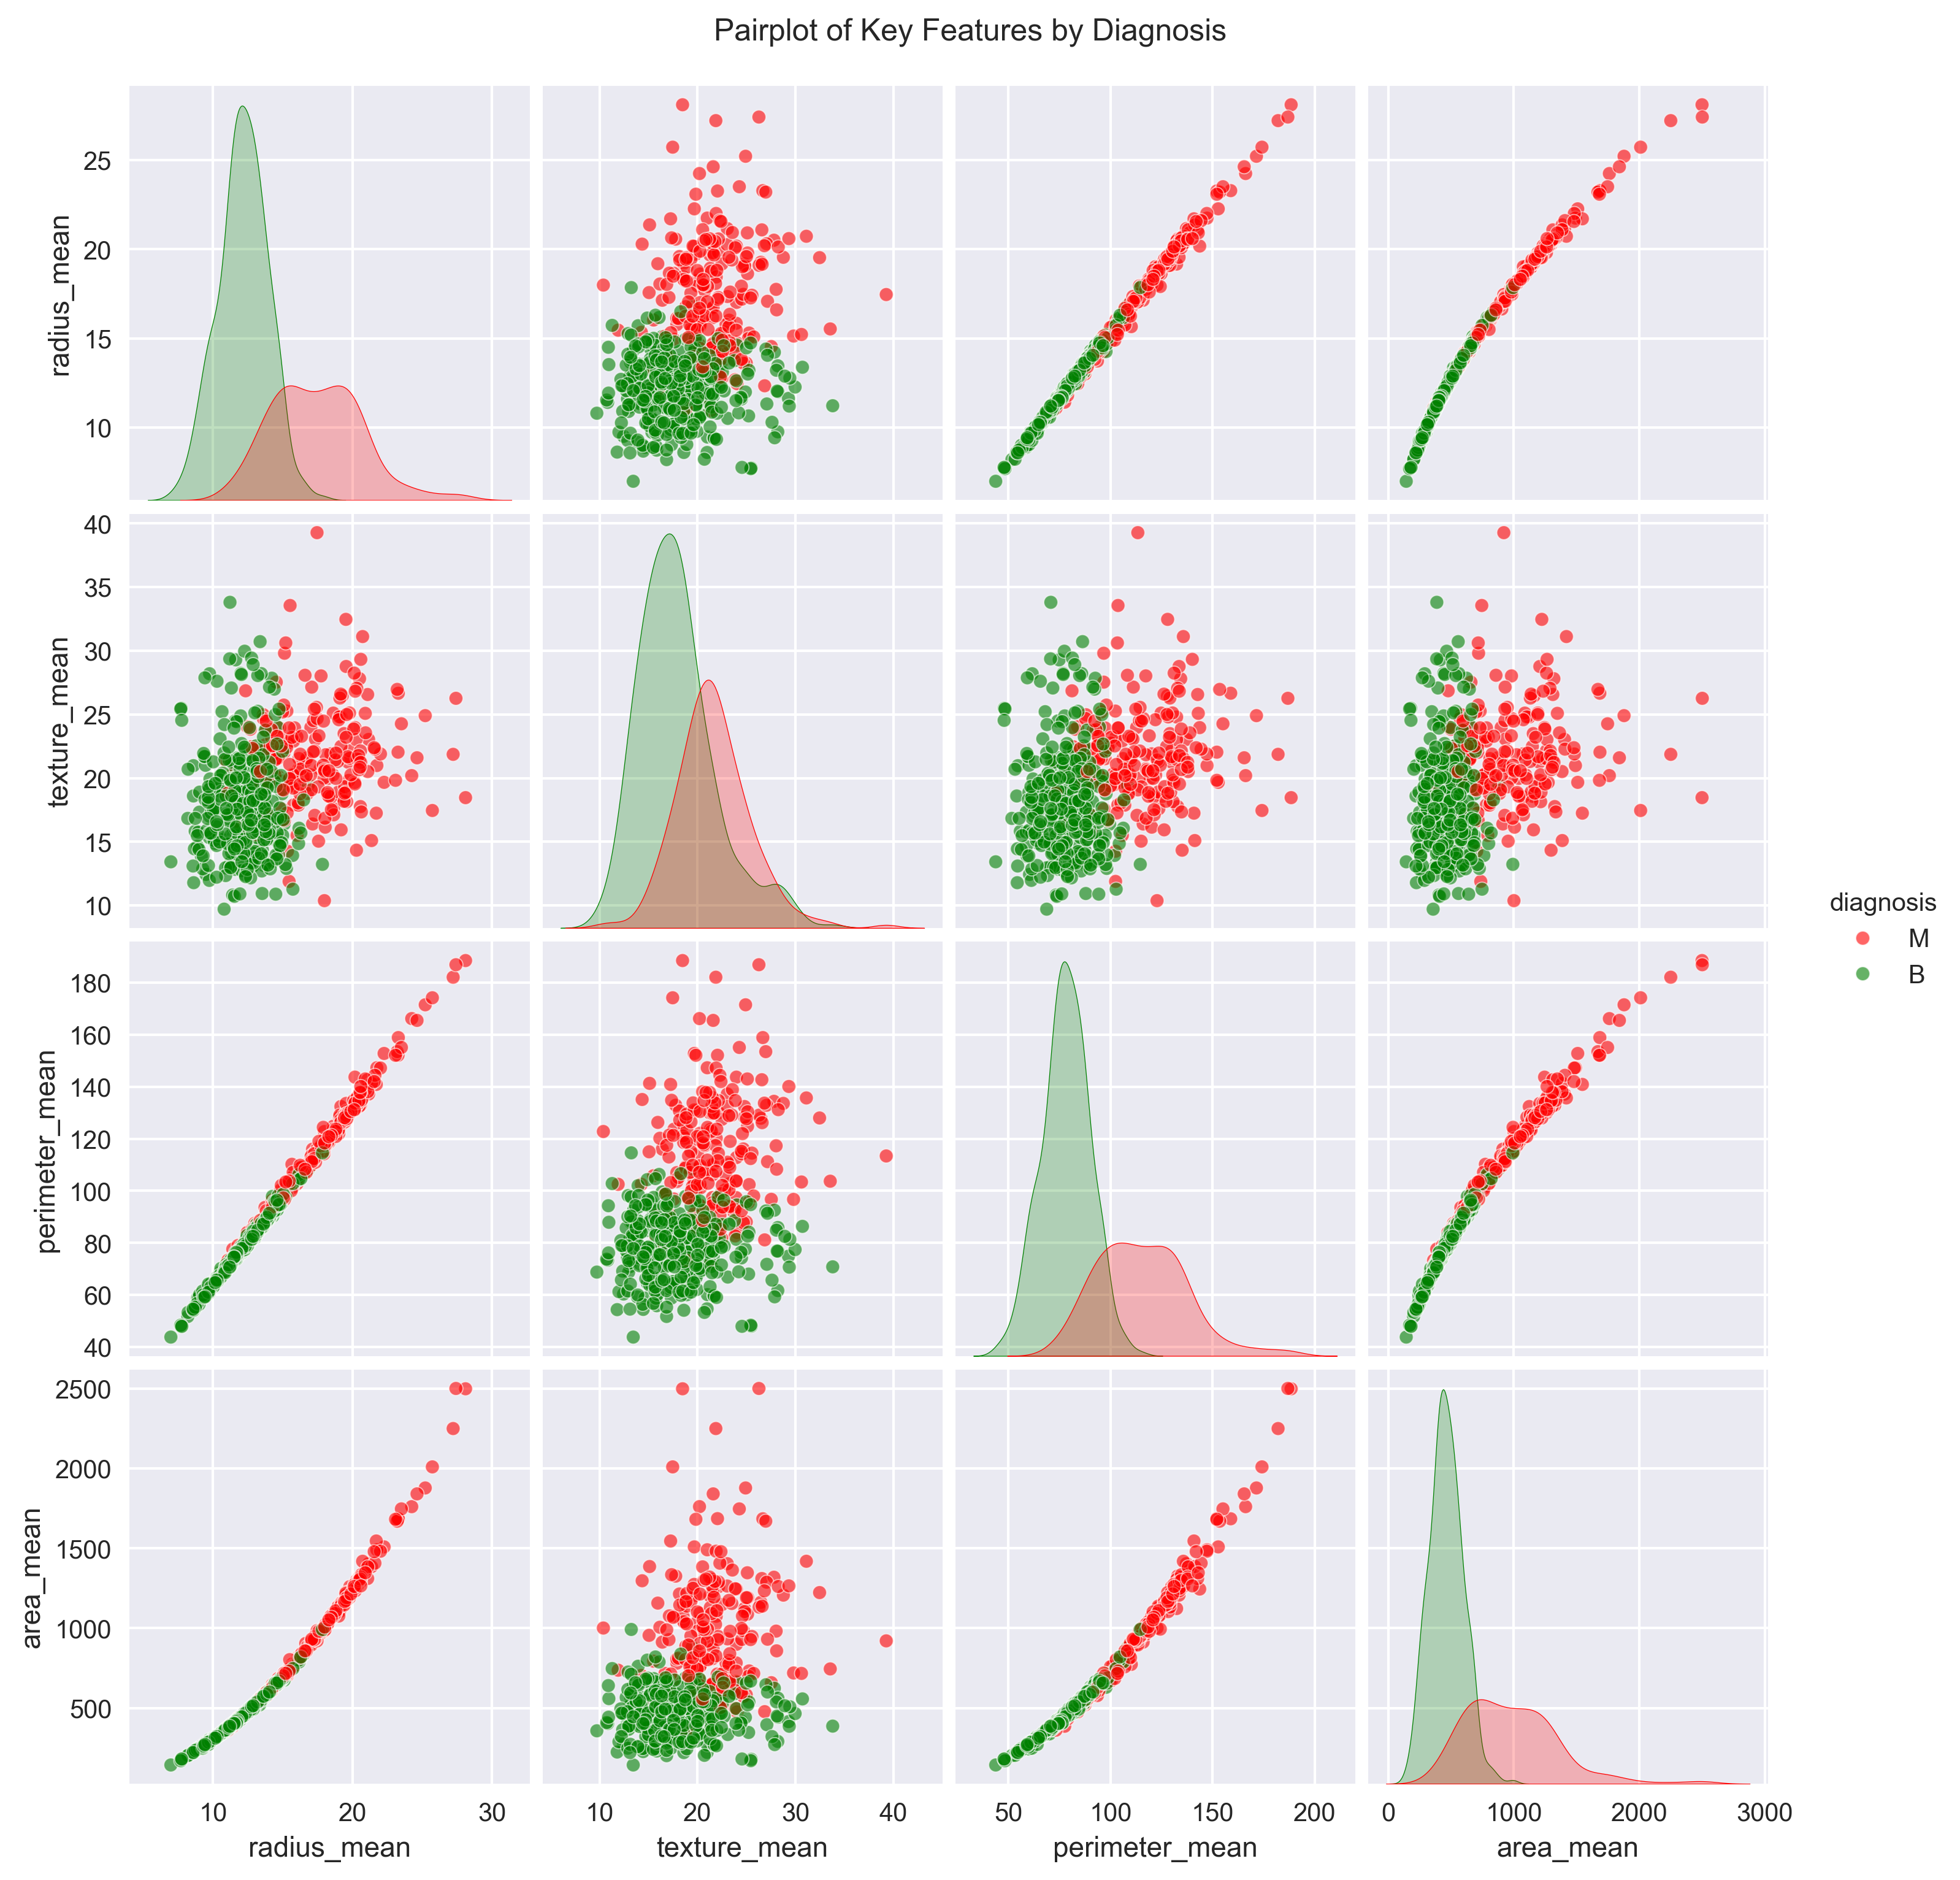 Pairplot of Key Features by Diagnosis
radius_mean
25
20
15
10
texture_mean
40
35
30
25
20
15
10
diagnosis
M
B
perimeter_mean
180
160
140
120
100
80
60
40
area_mean
2500
2000
1500
1000
500
10 20 30
10 20 30 40
50 100 150 200
0 1000 2000 3000
radius_mean
texture_mean
perimeter_mean
area_mean